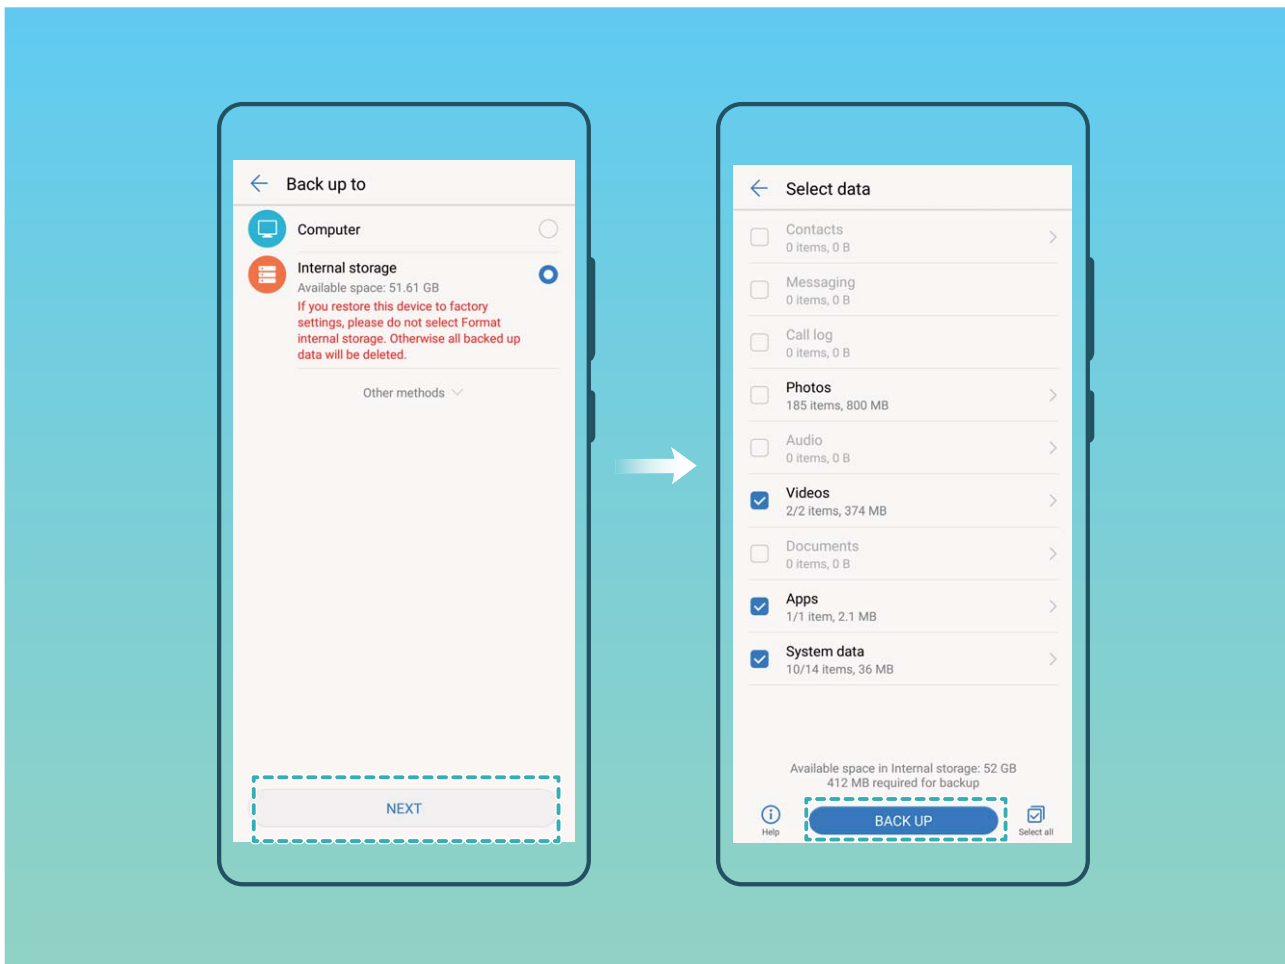 Back up to
Computer
Internal storage
Available space: 51.61 GB
If you restore this device to factory
settings, please do not select Format
internal storage. Otherwise all backed up
data will be deleted.
Other methods
NEXT
Select data
Contacts
0 items, 0 B
Messaging
0 items, 0 B
Call log
0 items, 0 B
Photos
185 items, 800 MB
Audio
0 items, 0 B
Videos
2/2 items, 374 MB
Documents
0 items, 0 B
Apps
1/1 item, 2.1 MB
System data
10/14 items, 36 MB
Available space in Internal storage: 52 GB
412 MB required for backup
Help
BACK UP
Select all